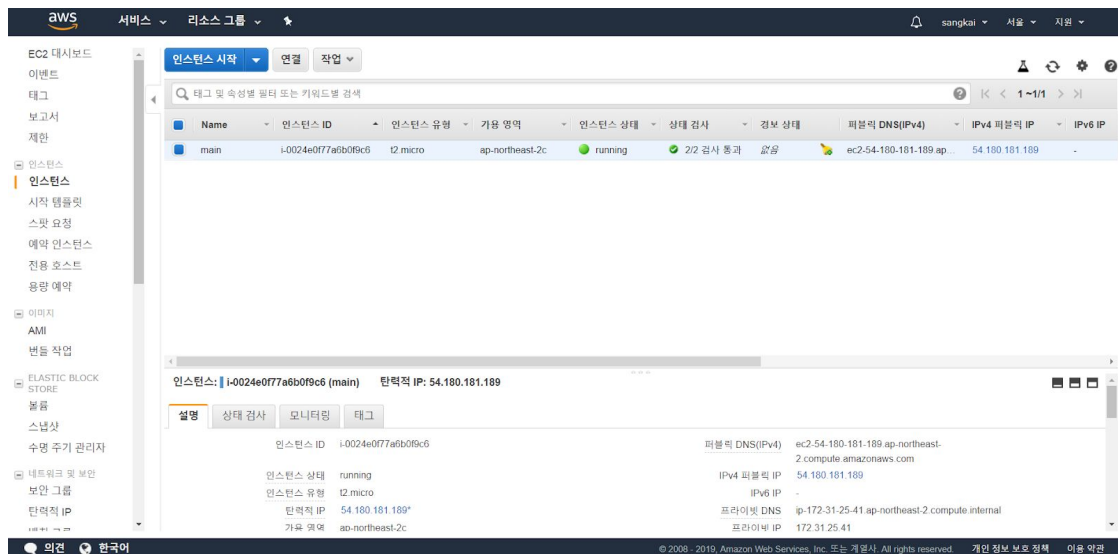 aws 서비스 리소스 그룹 sangkai 서울 지원
EC2 대시보드
이벤트
태그
보고서
제한
인스턴스
인스턴스
시작 템플릿
스팟 요청
예약 인스턴스
전용 호스트
용량 예약
이미지
AMI
번들 작업
ELASTIC BLOCK
STORE
볼륨
스냅샷
수명 주기 관리자
네트워크 및 보안
보안 그룹
탄력적 IP
인스턴스 시작 연결 작업
태그 및 속성별 필터 또는 키워드별 검색 1~1/1
Name 인스턴스 ID 인스턴스 유형 가용 영역 인스턴스 상태 상태 검사 경보 상태 퍼블릭 DNS(IPv4) IPv4 퍼블릭 IP IPv6 IP
main i-0024e0f77a6b0f9c6 t2.micro ap-northeast-2c running 2/2 검사 통과 없음 ec2-54-180-181-189.ap... 54.180.181.189 -
인스턴스: i-0024e0f77a6b0f9c6 (main) 탄력적 IP: 54.180.181.189
설명 상태 검사 모니터링 태그
인스턴스 ID i-0024e0f77a6b0f9c6 퍼블릭 DNS(IPv4) ec2-54-180-181-189.ap-northeast-
2.compute.amazonaws.com
인스턴스 상태 running IPv4 퍼블릭 IP 54.180.181.189
인스턴스 유형 t2.micro IPv6 IP -
탄력적 IP 54.180.181.189* 프라이빗 DNS ip-172-31-25-41.ap-northeast-2.compute.internal
가용 영역 ap-northeast-2c 프라이빗 IP 172.31.25.41
의견 한국어 © 2008 - 2019, Amazon Web Services, Inc. 또는 계열사. All rights reserved. 개인 정보 보호 정책 이용 약관